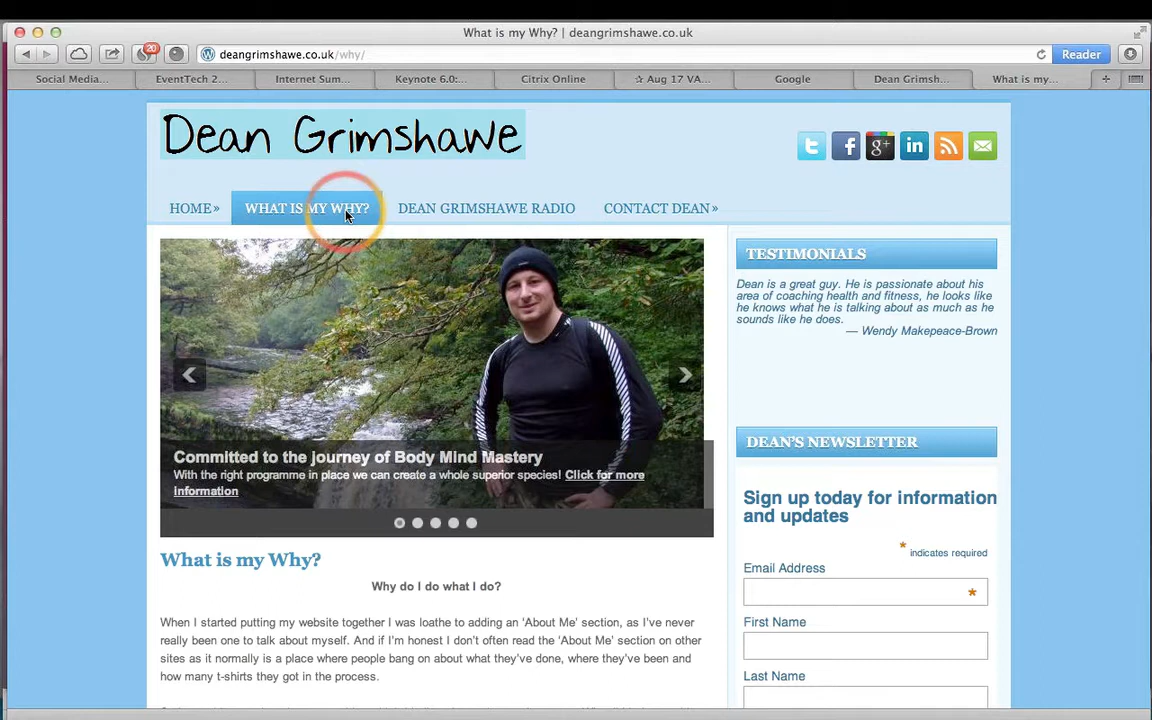 What is my Why? | deangrimshawe.co.uk
20
deangrimshawe.co.uk/why/
Reader
Social Media...
EventTech 2...
Internet Sum...
Keynote 6.0:...
Citrix Online
☆ Aug 17 VA...
Google
Dean Grimsh...
What is my...
Dean Grimshawe
HOME»
WHAT IS MY WHY?
DEAN GRIMSHAWE RADIO
CONTACT DEAN»
Committed to the journey of Body Mind Mastery
With the right programme in place we can create a whole superior species! Click for more
information
What is my Why?
Why do I do what I do?
When I started putting my website together I was loathe to adding an ‘About Me’ section, as I’ve never
really been one to talk about myself. And if I’m honest I don’t often read the ‘About Me’ section on other
sites as it normally is a place where people bang on about what they’ve done, where they’ve been and
how many t-shirts they got in the process.
TESTIMONIALS
Dean is a great guy. He is passionate about his
area of coaching health and fitness, he looks like
he knows what he is talking about as much as he
sounds like he does.
— Wendy Makepeace-Brown
DEAN'S NEWSLETTER
Sign up today for information
and updates
* indicates required
Email Address
*
First Name
Last Name